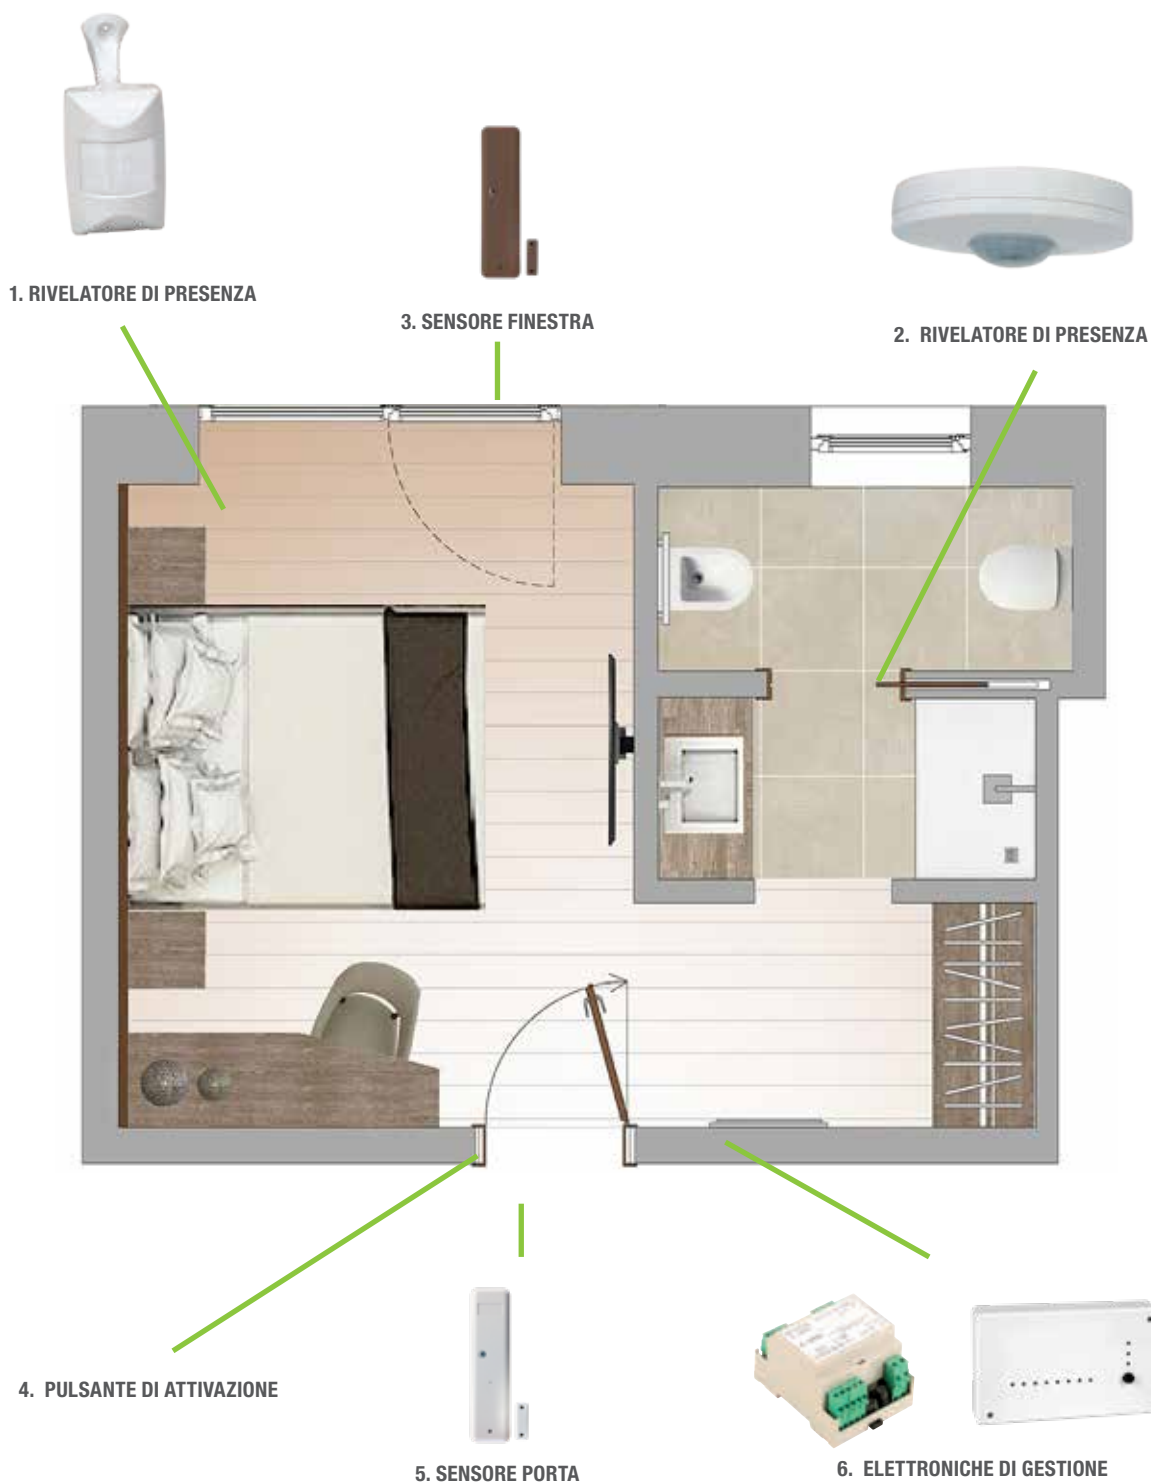 1. RIVELATORE DI PRESENZA
3. SENSORE FINESTRA
2. RIVELATORE DI PRESENZA
4. PULSANTE DI ATTIVAZIONE
5. SENSORE PORTA
6. ELETTRONICHE DI GESTIONE